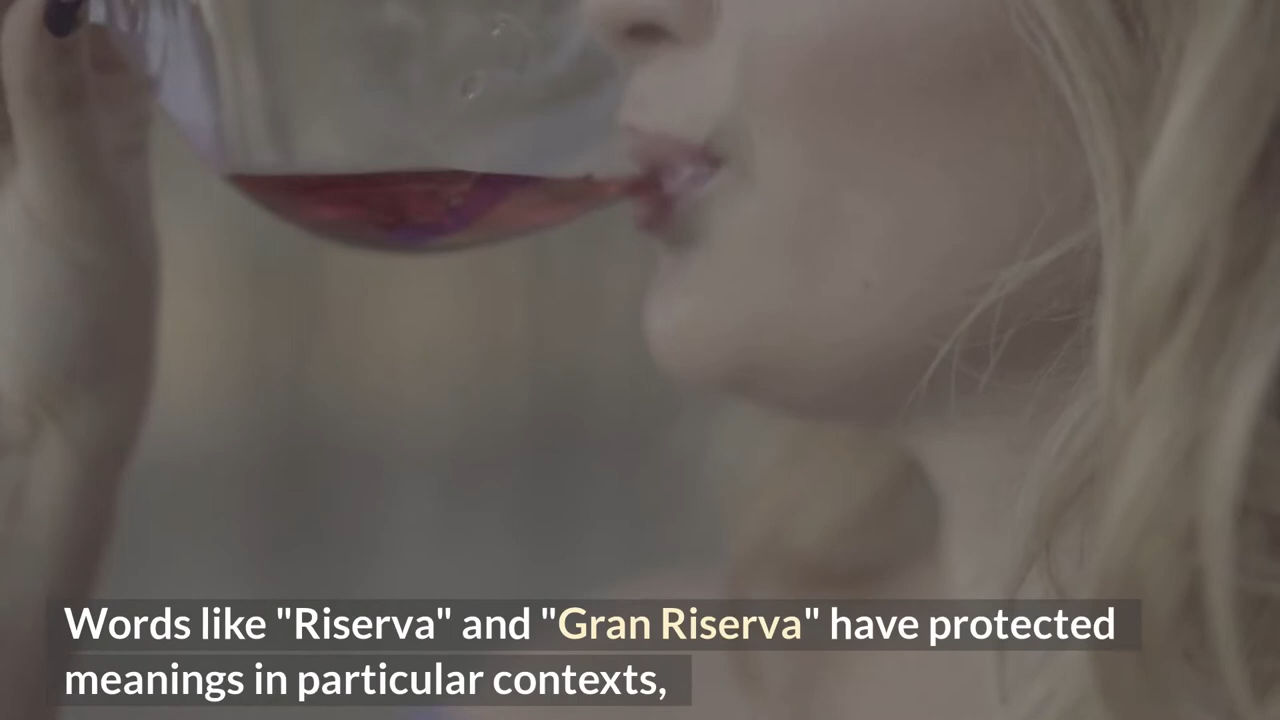 Words like "Riserva" and "Gran Riserva" have protected
meanings in particular contexts,